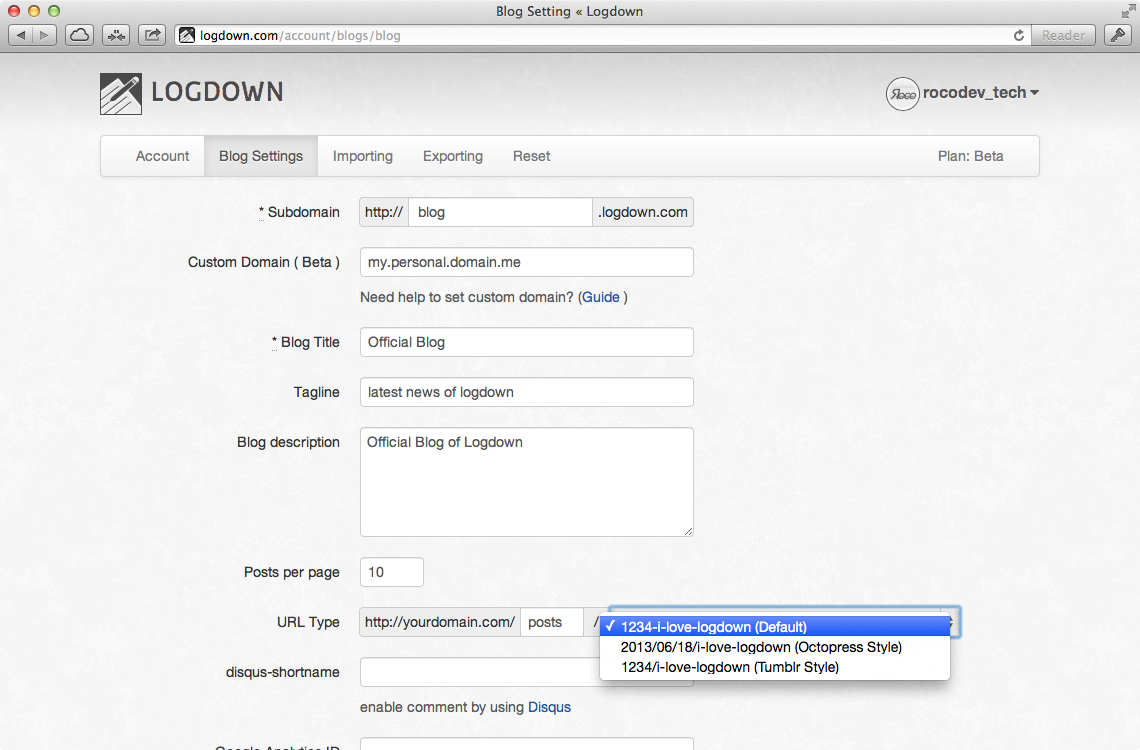 Blog Setting « Logdown
logdown.com/account/blogs/blog
Reader
LOGDOWN
Roco rocodev_tech
Account Blog Settings Importing Exporting Reset Plan: Beta
* Subdomain http:// blog .logdown.com
Custom Domain ( Beta ) my.personal.domain.me
Need help to set custom domain? (Guide )
* Blog Title Official Blog
Tagline latest news of logdown
Blog description Official Blog of Logdown
Posts per page 10
URL Type http://yourdomain.com/ posts /
✓ 1234-i-love-logdown (Default)
2013/06/18/i-love-logdown (Octopress Style)
1234/i-love-logdown (Tumblr Style)
disqus-shortname
enable comment by using Disqus
Google Analytics ID